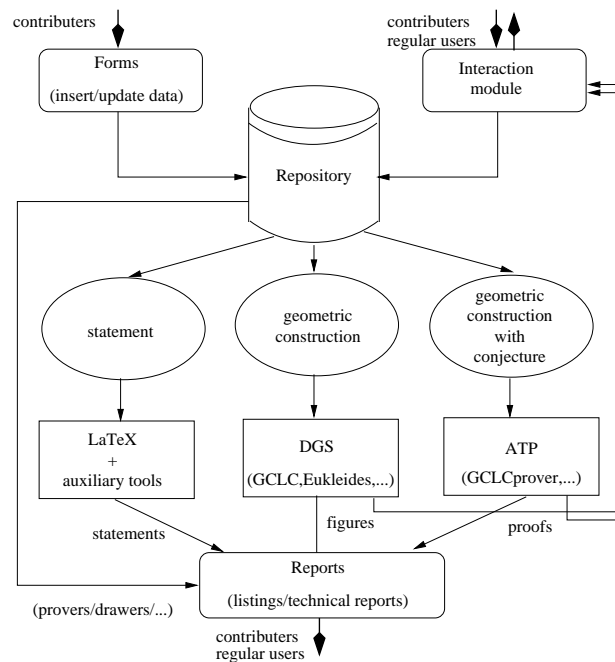 contributers
contributers
regular users
Forms
(insert/update data)
Interaction
module
Repository
statement
geometric
construction
geometric
construction
with
conjecture
LaTeX
+
auxiliary tools
DGS
(GCLC,Eukleides,...)
ATP
(GCLCprover,...)
statements
figures
proofs
Reports
(listings/technical reports)
(provers/drawers/...)
contributers
regular users